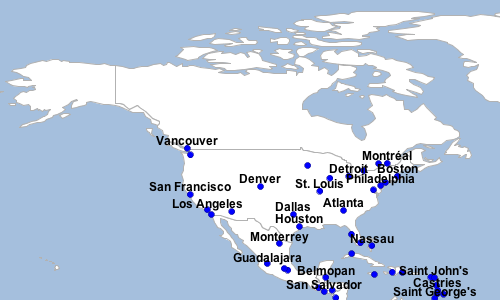 Vancouver
Montréal
Detroit
Boston
Denver
Philadelphia
St. Louis
San Francisco
Los Angeles
Atlanta
Dallas
Houston
Monterrey
Nassau
Guadalajara
Belmopan
Saint John's
San Salvador
Castries
Saint George's